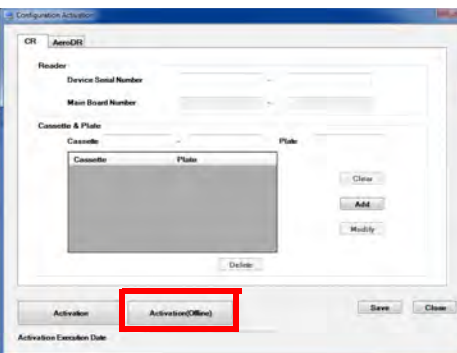 Configuration Activation
CR AeroDR
Reader
Device Serial Number -
Main Board Number -
Cassette & Plate
Cassette - Plate
Cassette Plate
Clear
Add
Modify
Delete
Activation Activation(Offline) Save Close
Activation Execution Date